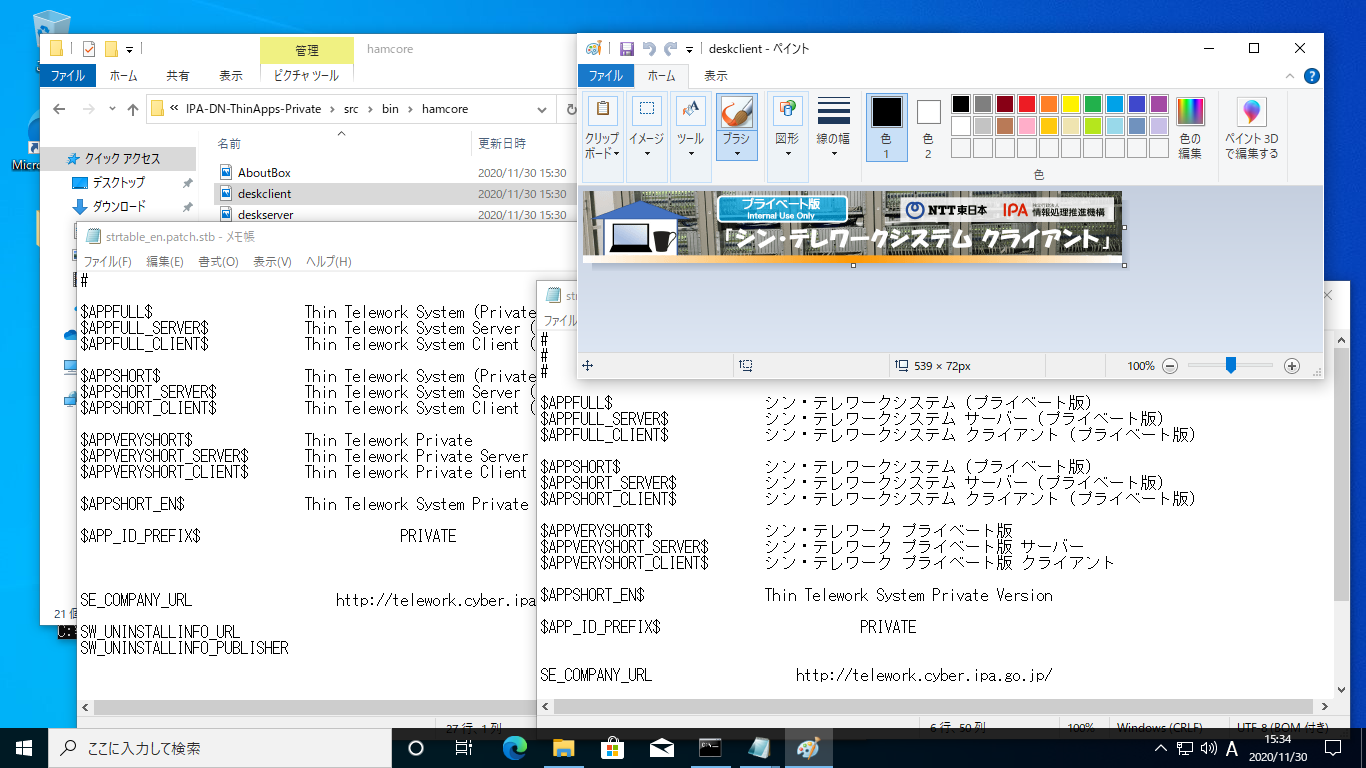 管理
hamcore
ファイル
ホーム
共有
表示
ピクチャ ツール
« IPA-DN-ThinApps-Private › src › bin › hamcore
名前
更新日時
クイック アクセス
デスクトップ
ダウンロード
AboutBox 2020/11/30 15:30
deskclient 2020/11/30 15:30
deskserver 2020/11/30 15:30
21 個
Micro
strtable_en.patch.stb - メモ帳
ファイル(F) 編集(E) 書式(O) 表示(V) ヘルプ(H)
#
$APPFULL$ Thin Telework System (Private
$APPFULL_SERVER$ Thin Telework System Server (
$APPFULL_CLIENT$ Thin Telework System Client (
$APPSHORT$ Thin Telework System (Private
$APPSHORT_SERVER$ Thin Telework System Server (
$APPSHORT_CLIENT$ Thin Telework System Client (
$APPVERYSHORT$ Thin Telework Private
$APPVERYSHORT_SERVER$ Thin Telework Private Server
$APPVERYSHORT_CLIENT$ Thin Telework Private Client
$APPSHORT_EN$ Thin Telework System Private
$APP_ID_PREFIX$ PRIVATE
SE_COMPANY_URL http://telework.cyber.ipa
SW_UNINSTALLINFO_URL
SW_UNINSTALLINFO_PUBLISHER
27 行、1 列
deskclient - ペイント
ファイル
ホーム
表示
クリップ
ボード
イメージ
ツール
ブラシ
図形
線の幅
色
1
色
2
色の
編集
ペイント 3D
で編集する
色
プライベート版
Internal Use Only
NTT東日本
IPA 情報処理推進機構
「シン・テレワークシステム クライアント」
539 × 72px
100%
ファイル
#
#
#
$APPFULL$ シン・テレワークシステム (プライベート版)
$APPFULL_SERVER$ シン・テレワークシステム サーバー (プライベート版)
$APPFULL_CLIENT$ シン・テレワークシステム クライアント (プライベート版)
$APPSHORT$ シン・テレワークシステム (プライベート版)
$APPSHORT_SERVER$ シン・テレワークシステム サーバー (プライベート版)
$APPSHORT_CLIENT$ シン・テレワークシステム クライアント (プライベート版)
$APPVERYSHORT$ シン・テレワーク プライベート版
$APPVERYSHORT_SERVER$ シン・テレワーク プライベート版 サーバー
$APPVERYSHORT_CLIENT$ シン・テレワーク プライベート版 クライアント
$APPSHORT_EN$ Thin Telework System Private Version
$APP_ID_PREFIX$ PRIVATE
SE_COMPANY_URL http://telework.cyber.ipa.go.jp/
6 行、50 列 100% Windows (CRLF) UTF-8 (BOM 付き)
ここに入力して検索
A
15:34
2020/11/30